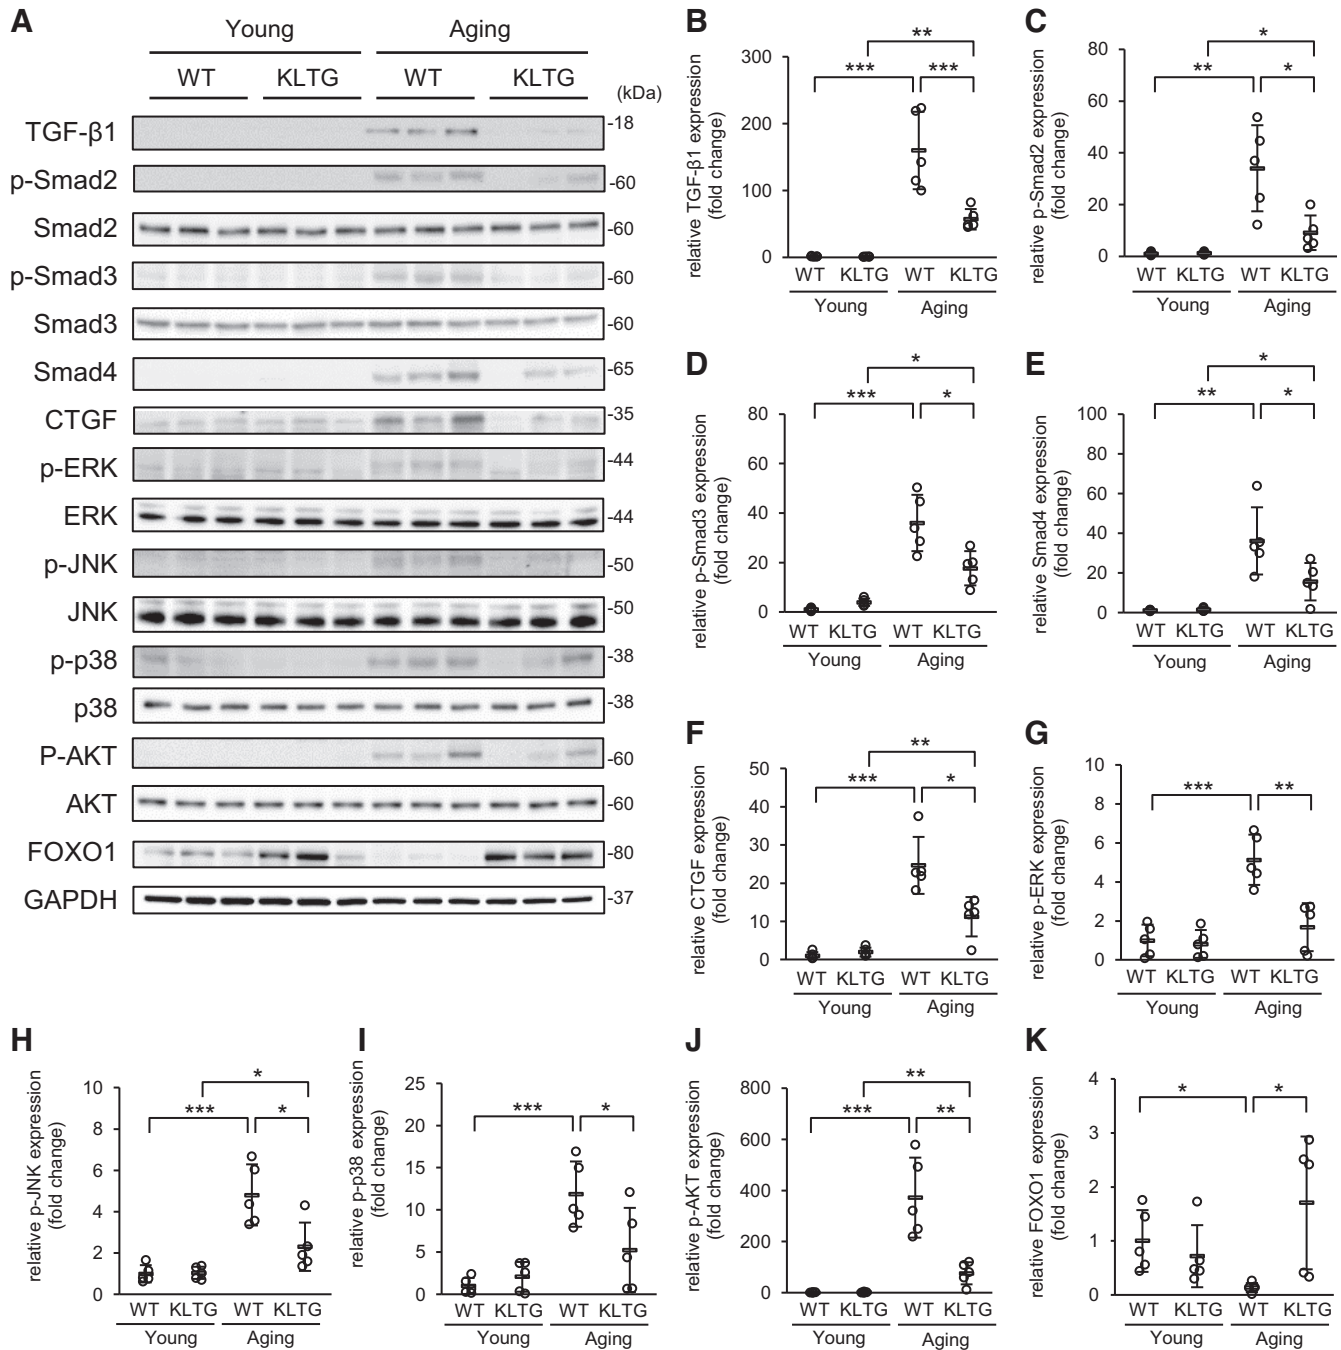 A
Young Aging
WT KLTG WT KLTG
(kDa)
TGF-β1 -18
p-Smad2 -60
Smad2 -60
p-Smad3 -60
Smad3 -60
Smad4 -65
CTGF -35
p-ERK -44
ERK -44
p-JNK -50
JNK -50
p-p38 -38
p38 -38
P-AKT -60
AKT -60
FOXO1 -80
GAPDH -37
B
relative TGF-β1 expression
(fold change)
**
*** ***
300
200
100
0
WT KLTG WT KLTG
Young Aging
C
relative p-Smad2 expression
(fold change)
*
** *
80
60
40
20
0
WT KLTG WT KLTG
Young Aging
D
relative p-Smad3 expression
(fold change)
*
*** *
80
60
40
20
0
WT KLTG WT KLTG
Young Aging
E
relative Smad4 expression
(fold change)
*
** *
100
80
60
40
20
0
WT KLTG WT KLTG
Young Aging
F
relative CTGF expression
(fold change)
**
*** *
50
40
30
20
10
0
WT KLTG WT KLTG
Young Aging
G
relative p-ERK expression
(fold change)
*** **
10
8
6
4
2
0
WT KLTG WT KLTG
Young Aging
H
relative p-JNK expression
(fold change)
*
*** *
10
8
6
4
2
0
WT KLTG WT KLTG
Young Aging
I
relative p-p38 expression
(fold change)
*** *
25
20
15
10
5
0
WT KLTG WT KLTG
Young Aging
J
relative p-AKT expression
(fold change)
**
*** **
800
600
400
200
0
WT KLTG WT KLTG
Young Aging
K
relative FOXO1 expression
(fold change)
* *
4
3
2
1
0
WT KLTG WT KLTG
Young Aging